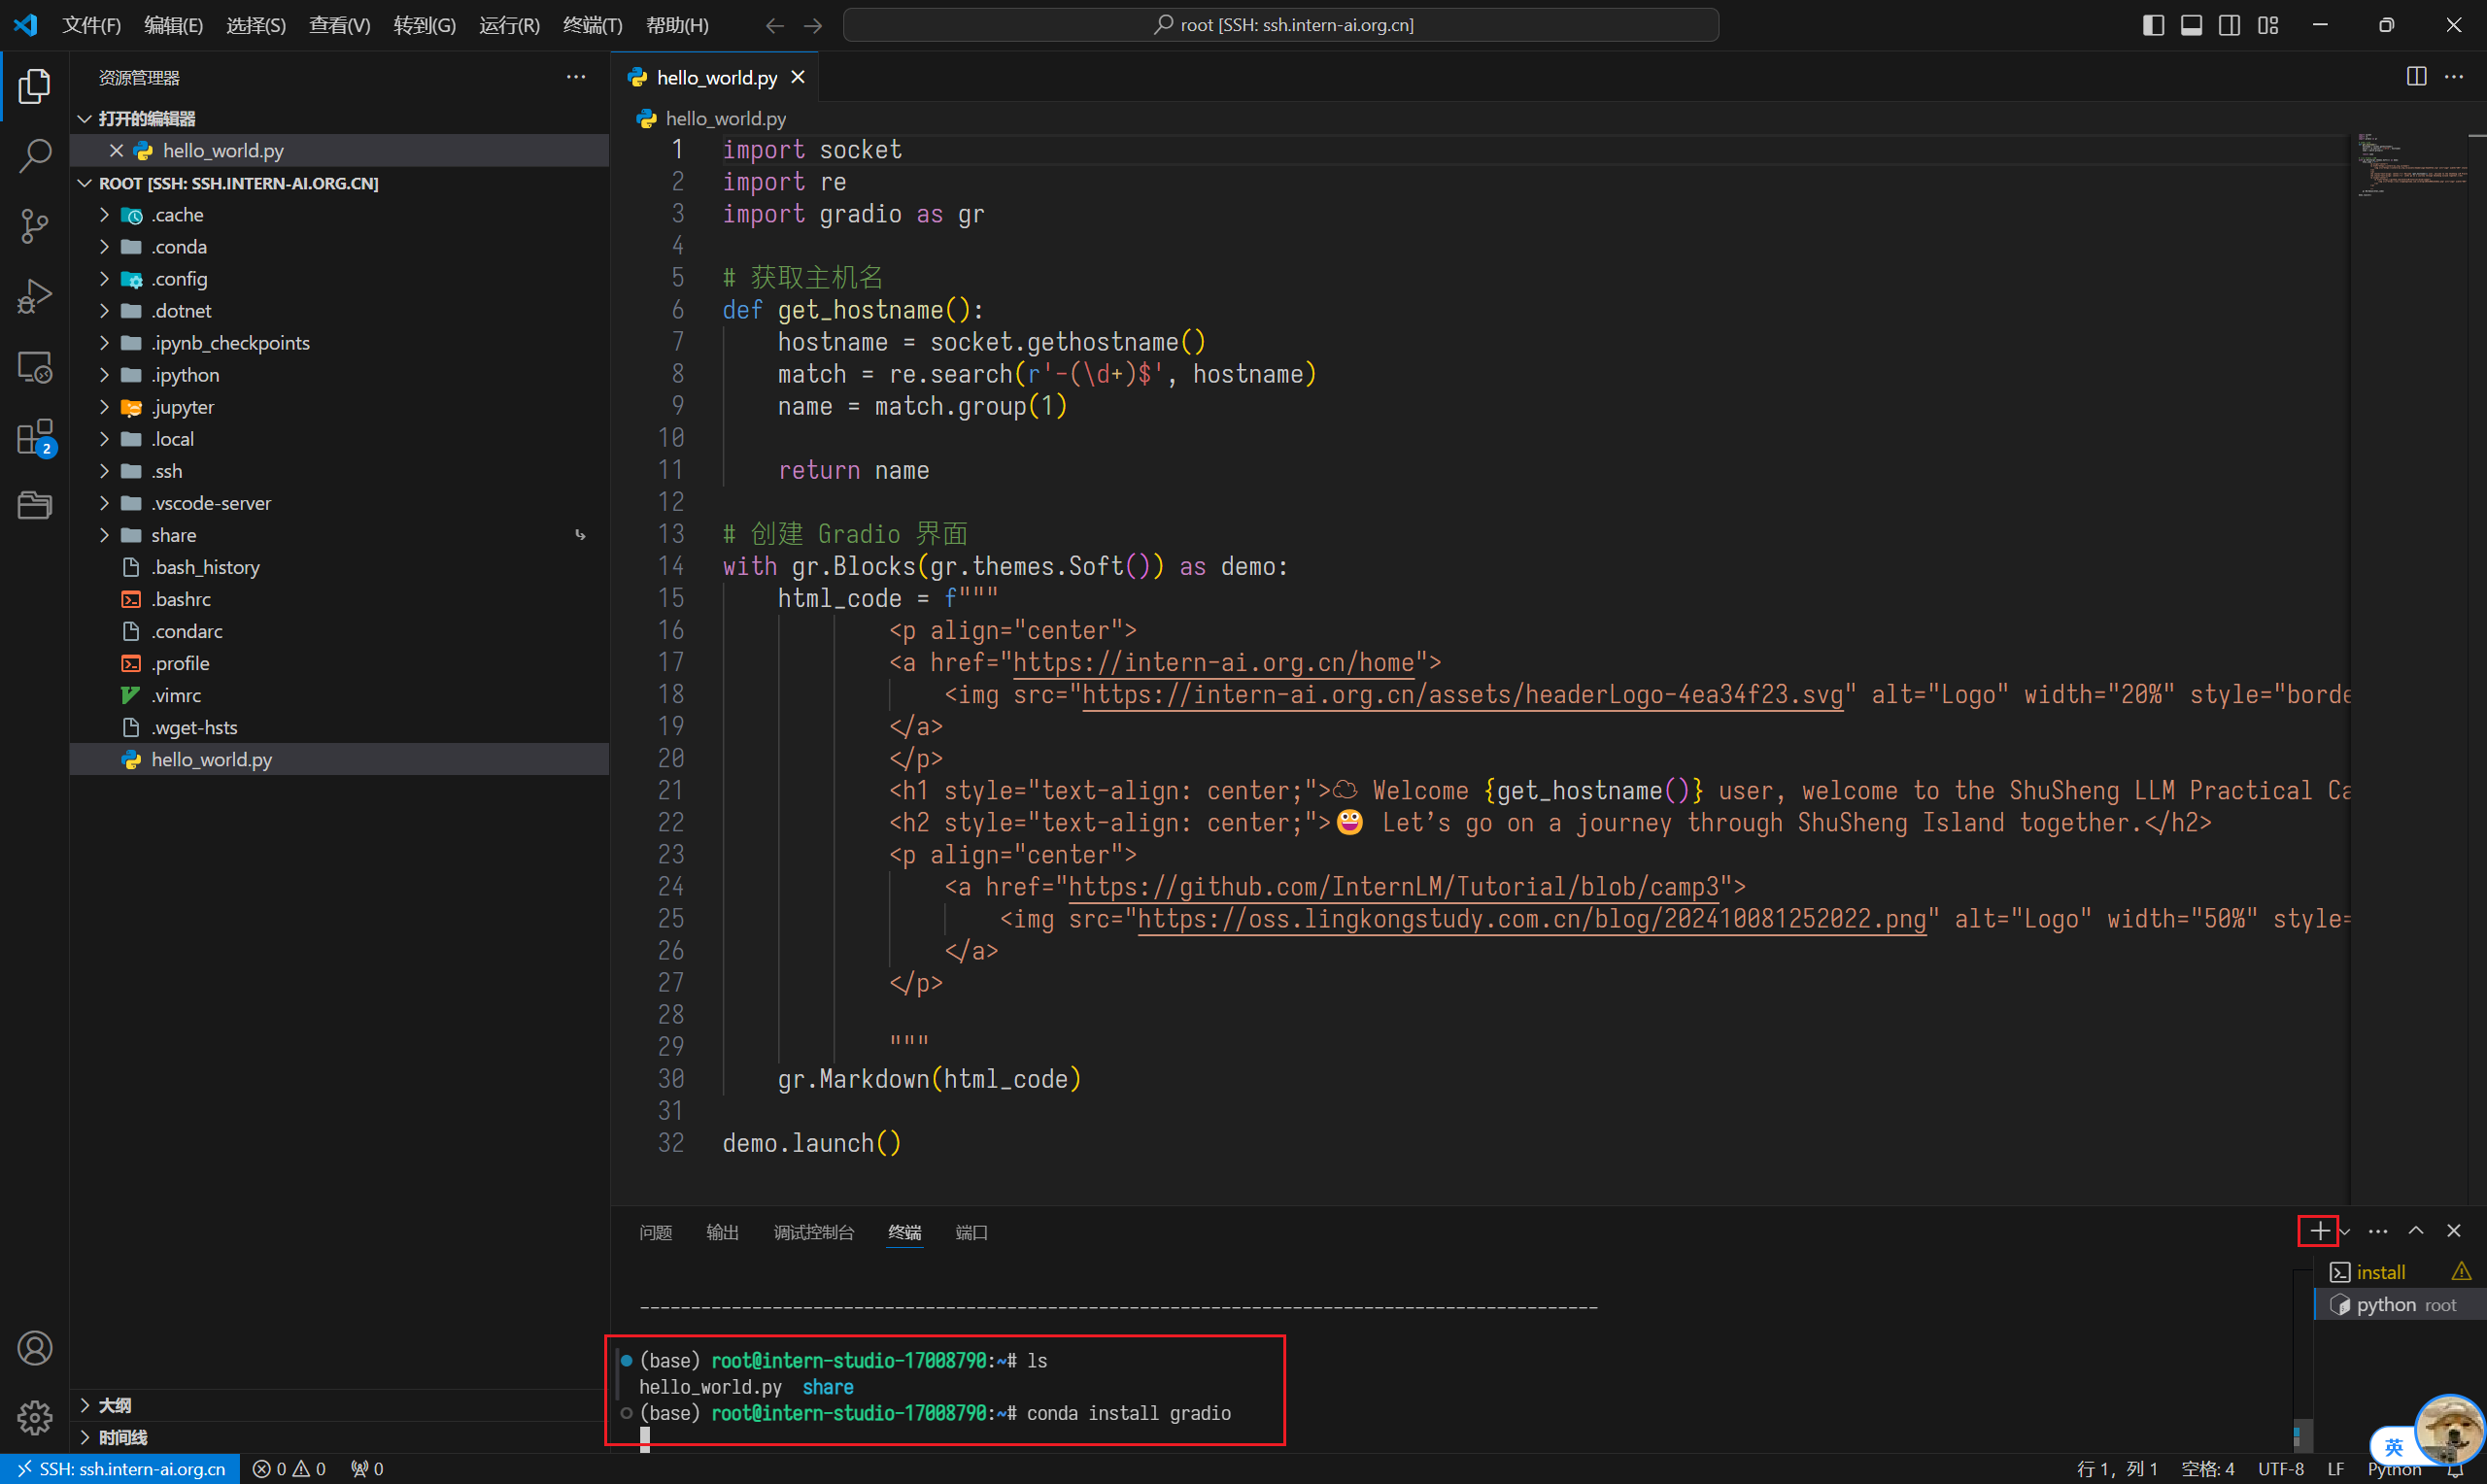 文件(F) 编辑(E) 选择(S) 查看(V) 转到(G) 运行(R) 终端(T) 帮助(H)
root [SSH: ssh.intern-ai.org.cn]
资源管理器
打开的编辑器
hello_world.py
ROOT [SSH: SSH.INTERN-AI.ORG.CN]
.cache
.conda
.config
.dotnet
.ipynb_checkpoints
.ipython
.jupyter
.local
.ssh
.vscode-server
share
.bash_history
.bashrc
.condarc
.profile
.vimrc
.wget-hsts
hello_world.py
大纲
时间线
2
hello_world.py
hello_world.py
1 import socket
2 import re
3 import gradio as gr
4
5 # 获取主机名
6 def get_hostname():
7 hostname = socket.gethostname()
8 match = re.search(r'-(\d+)$', hostname)
9 name = match.group(1)
10
11 return name
12
13 # 创建 Gradio 界面
14 with gr.Blocks(gr.themes.Soft()) as demo:
15 html_code = f"""
16 <p align="center">
17 <a href="https://intern-ai.org.cn/home">
18 <img src="https://intern-ai.org.cn/assets/headerLogo-4ea34f23.svg" alt="Logo" width="20%" style="borde
19 </a>
20 </p>
21 <h1 style="text-align: center;">☁️ Welcome {get_hostname()} user, welcome to the ShuSheng LLM Practical Ca
22 <h2 style="text-align: center;">😀 Let’s go on a journey through ShuSheng Island together.</h2>
23 <p align="center">
24 <a href="https://github.com/InternLM/Tutorial/blob/camp3">
25 <img src="https://oss.lingkongstudy.com.cn/blog/202410081252022.png" alt="Logo" width="50%" style=
26 </a>
27 </p>
28
29 """
30 gr.Markdown(html_code)
31
32 demo.launch()
问题 输出 调试控制台 终端 端口
----------------------------------------------------------------------------------------------
(base) root@intern-studio-17008790:~# ls
hello_world.py share
(base) root@intern-studio-17008790:~# conda install gradio
install
python root
英
SSH: ssh.intern-ai.org.cn 0 0 0
行 1，列 1 空格: 4 UTF-8 LF Python